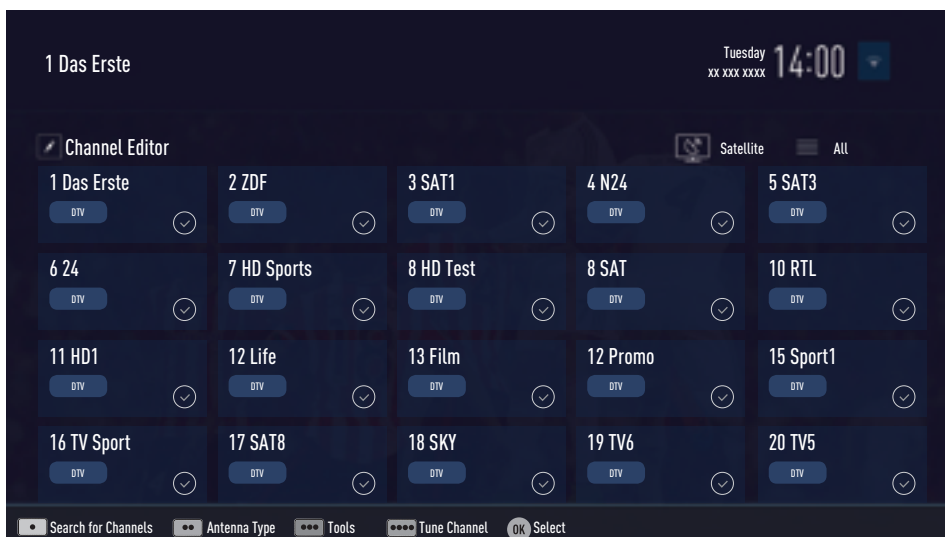 1 Das Erste
Tuesday
xx xxx xxxx
14:00
Channel Editor
Satellite
All
1 Das Erste
DTV
2 ZDF
DTV
3 SAT1
DTV
4 N24
DTV
5 SAT3
DTV
6 24
DTV
7 HD Sports
DTV
8 HD Test
DTV
8 SAT
DTV
10 RTL
DTV
11 HD1
DTV
12 Life
DTV
13 Film
DTV
12 Promo
DTV
15 Sport1
DTV
16 TV Sport
DTV
17 SAT8
DTV
18 SKY
DTV
19 TV6
DTV
20 TV5
DTV
Search for Channels
Antenna Type
Tools
Tune Channel
OK Select